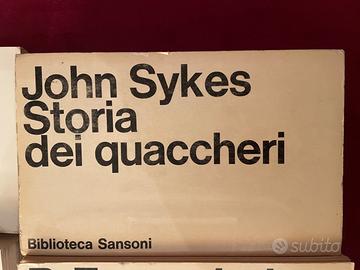 John Sykes
Storia
dei quaccheri
Biblioteca Sansoni
subito